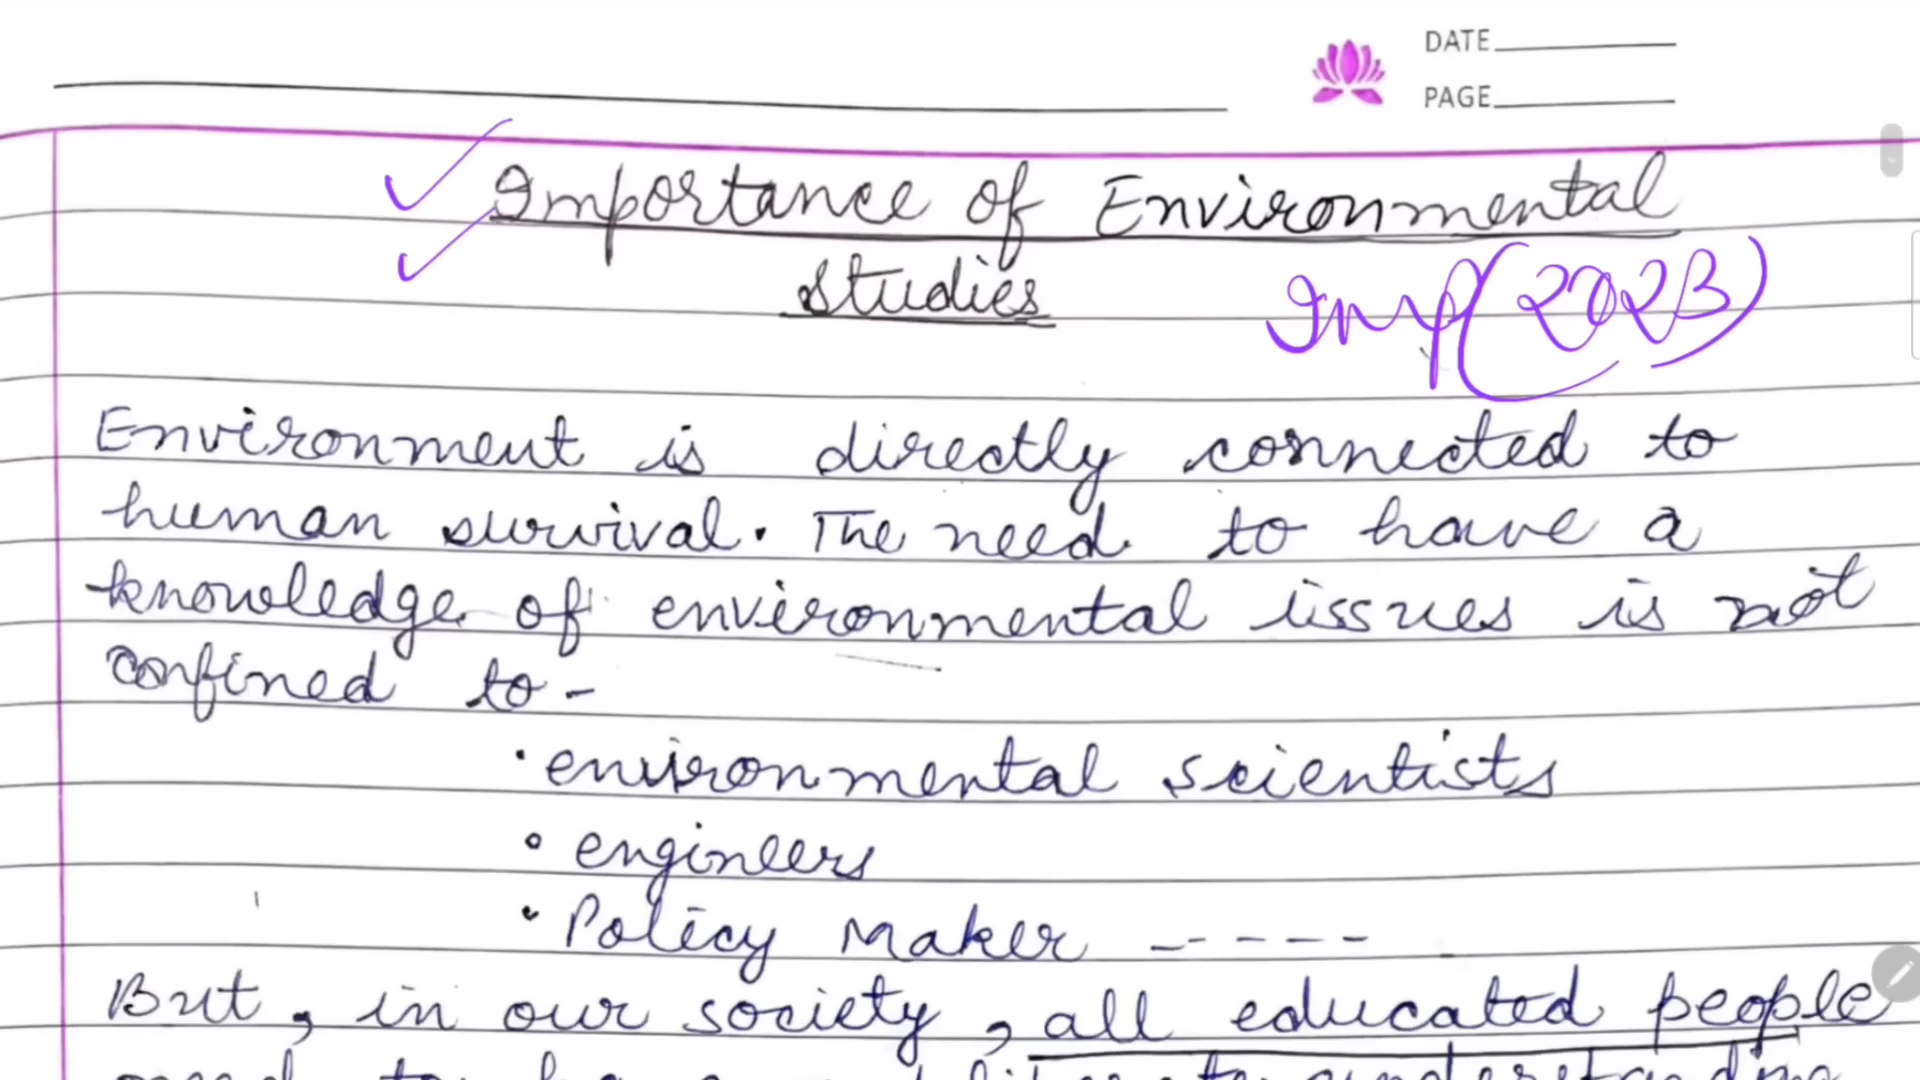 DATE
PAGE
Importance of Environmental
Studies
Imp (2023)
Environment is directly connected to
human survival. The need to have a
knowledge of environmental issues is not
confined to -
• environmental scientists
• engineers
• Policy Maker -----
But, in our society, all educated people